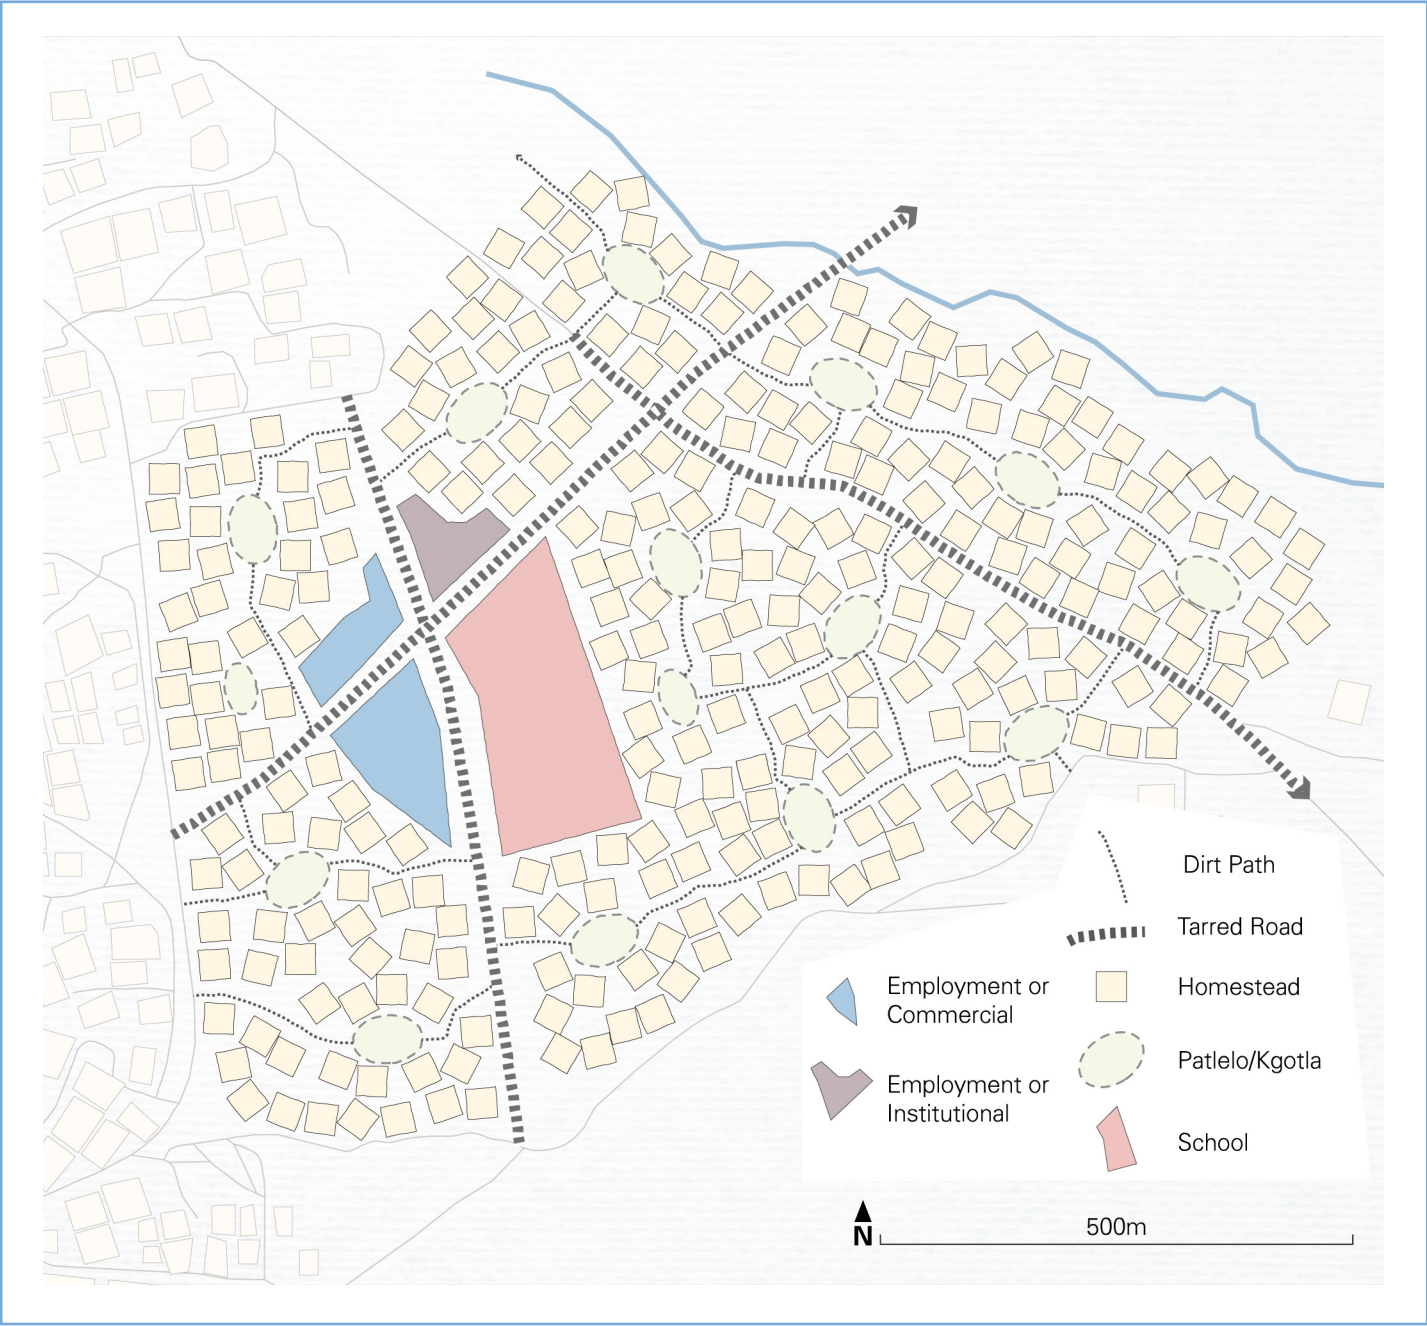 Dirt Path
Tarred Road
Employment or
Commercial
Homestead
Patlelo/Kgotla
Employment or
Institutional
School
N
500m